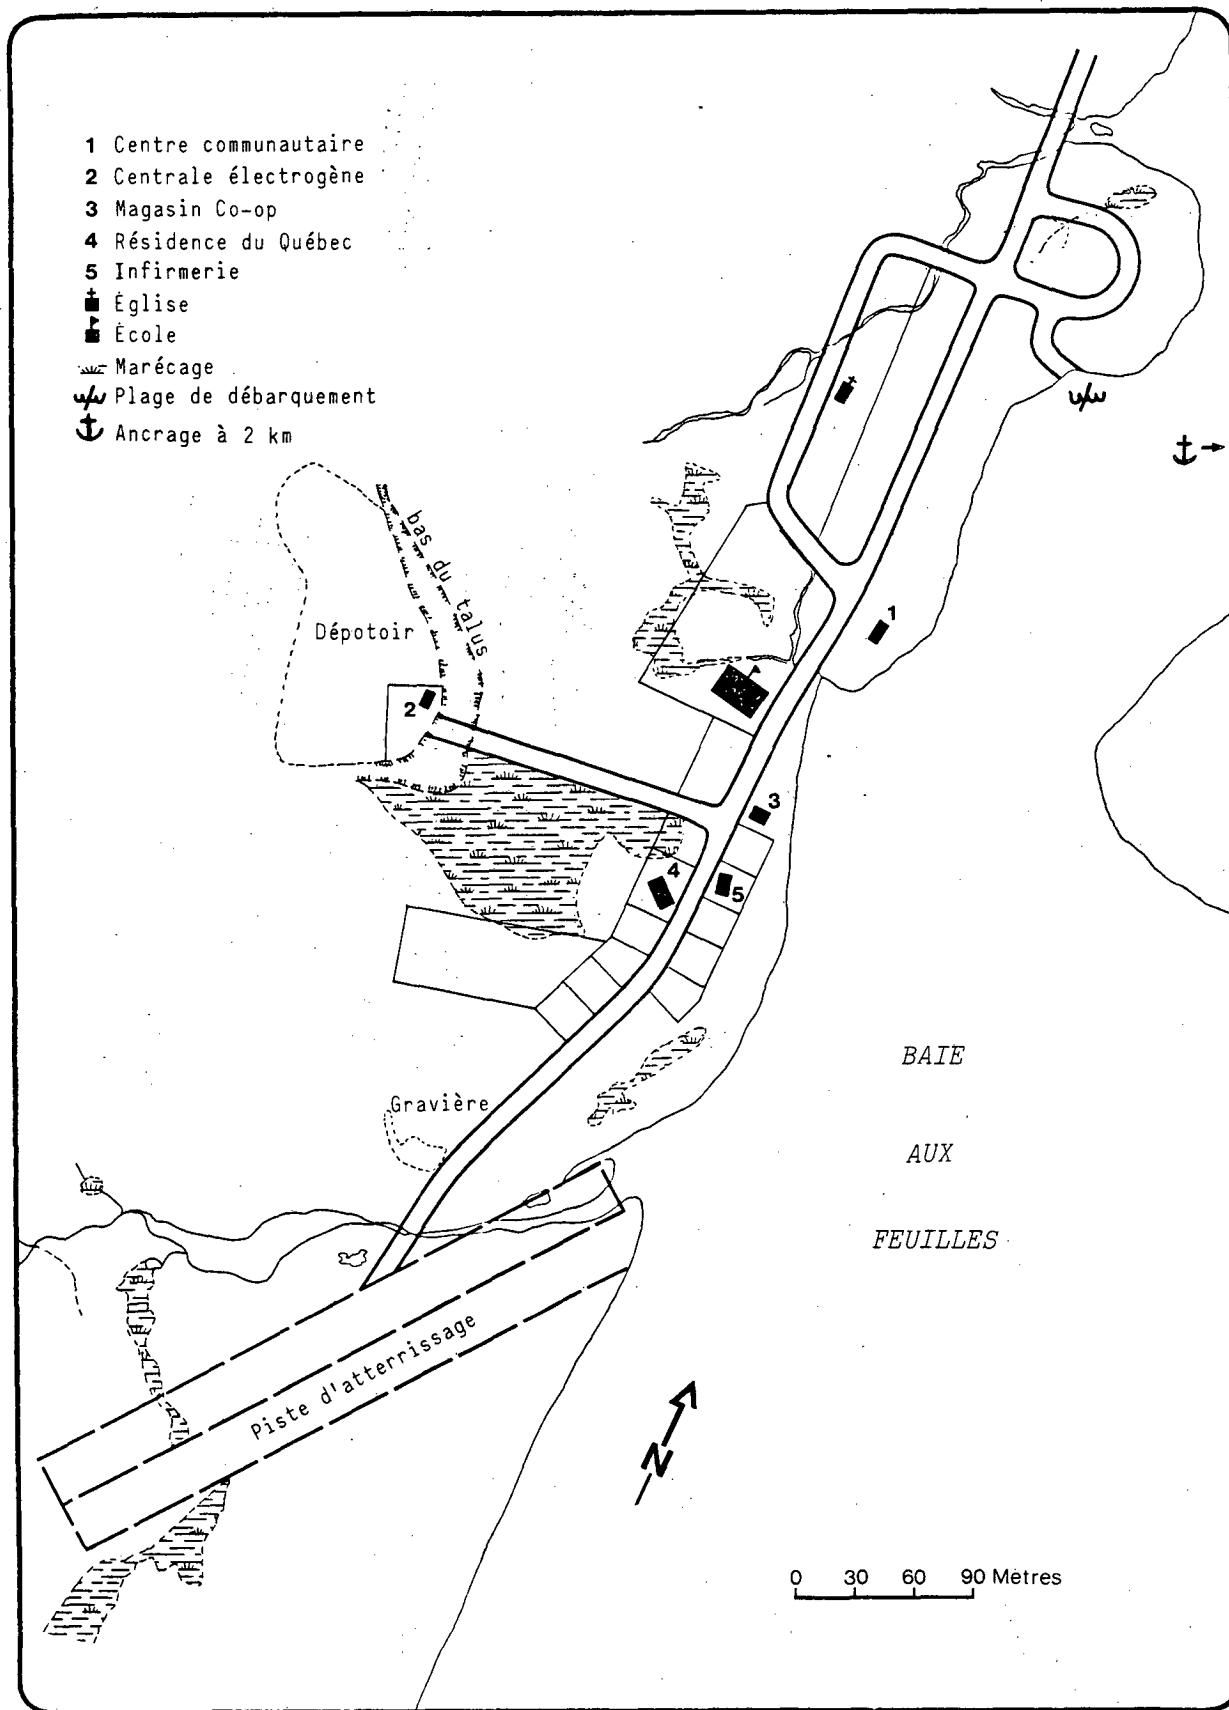 1 Centre communautaire
2 Centrale électrogène
3 Magasin Co-op
4 Résidence du Québec
5 Infirmerie
Église
École
Marécage
Plage de débarquement
Ancrage à 2 km
bas du talus
Dépotoir
1
2
3
4
5
Gravière
BAIE
AUX
FEUILLES
Piste d'atterrissage
N
0 30 60 90 Mètres